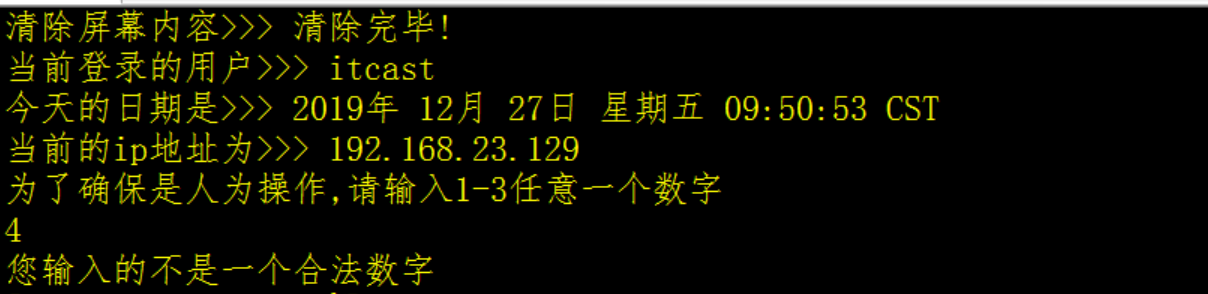 清除屏幕内容>>> 清除完毕!
当前登录的用户>>> itcast
今天的日期是>>> 2019年 12月 27日 星期五 09:50:53 CST
当前的ip地址为>>> 192.168.23.129
为了确保是人为操作,请输入1-3任意一个数字
4
您输入的不是一个合法数字